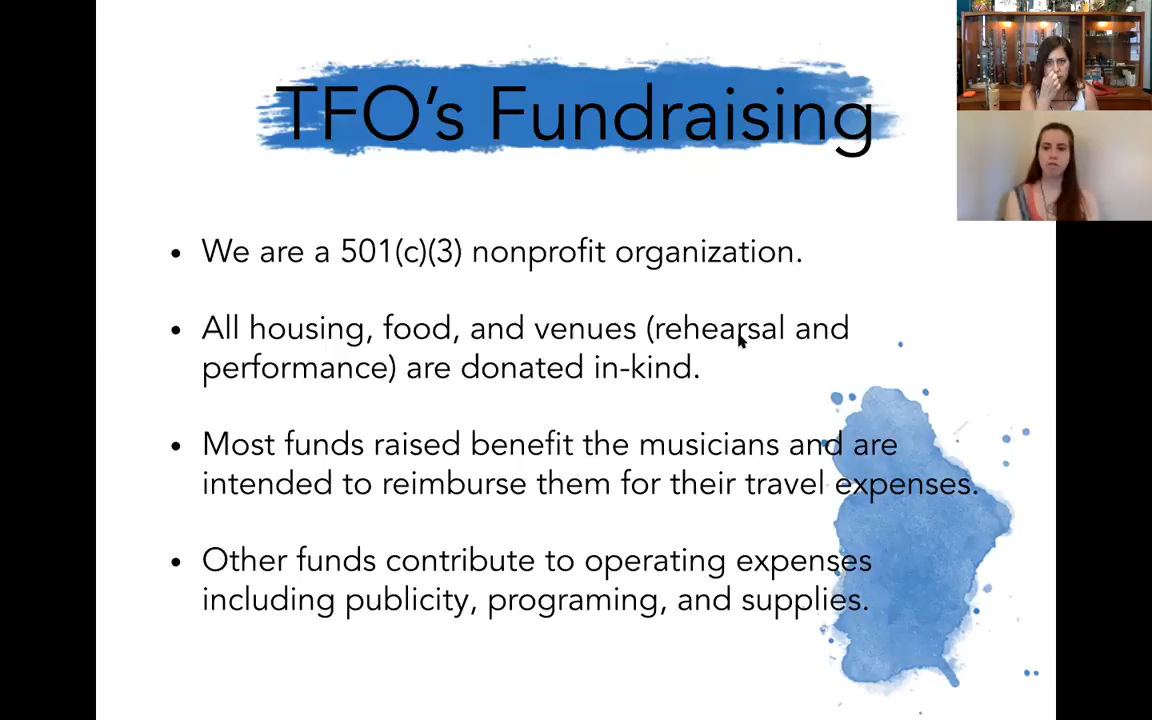 TFO's Fundraising
• We are a 501(c)(3) nonprofit organization.
• All housing, food, and venues (rehearsal and
performance) are donated in-kind.
• Most funds raised benefit the musicians and are
intended to reimburse them for their travel expenses.
• Other funds contribute to operating expenses
including publicity, programing, and supplies.